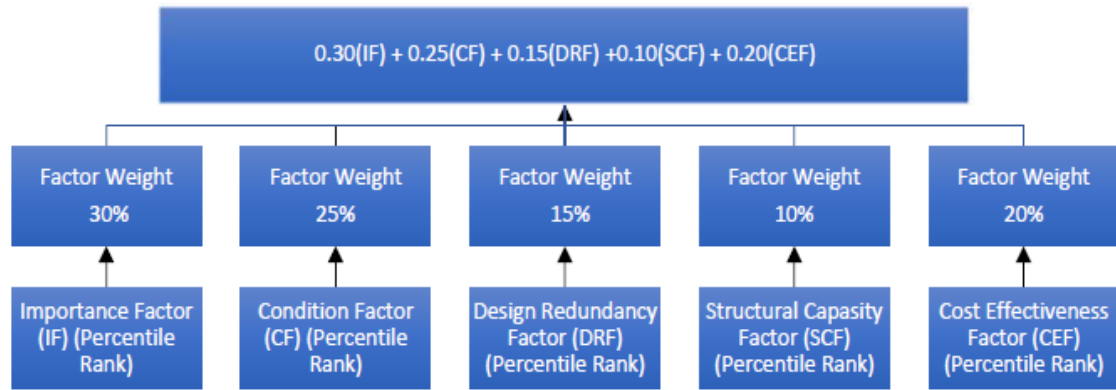 0.30(IF) + 0.25(CF) + 0.15(DRF) +0.10(SCF) + 0.20(CEF)
Factor Weight
30%
Factor Weight
25%
Factor Weight
15%
Factor Weight
10%
Factor Weight
20%
Importance Factor
(IF) (Percentile
Rank)
Condition Factor
(CF) (Percentile
Rank)
Design Redundancy
Factor (DRF)
(Percentile Rank)
Structural Capasity
Factor (SCF)
(Percentile Rank)
Cost Effectiveness
Factor (CEF)
(Percentile Rank)